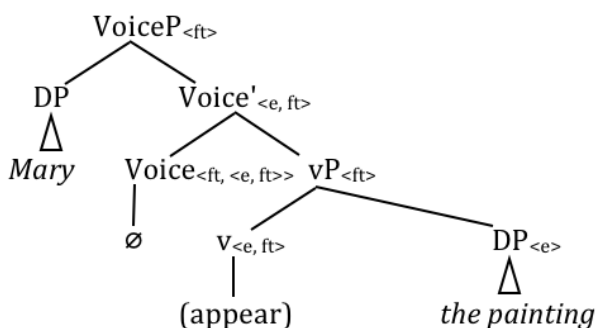 VoiceP<ft>
DP Voice'<e, ft>
Mary Voice<ft, <e, ft>> vP<ft>
ø v<e, ft> DP<e>
(appear) the painting